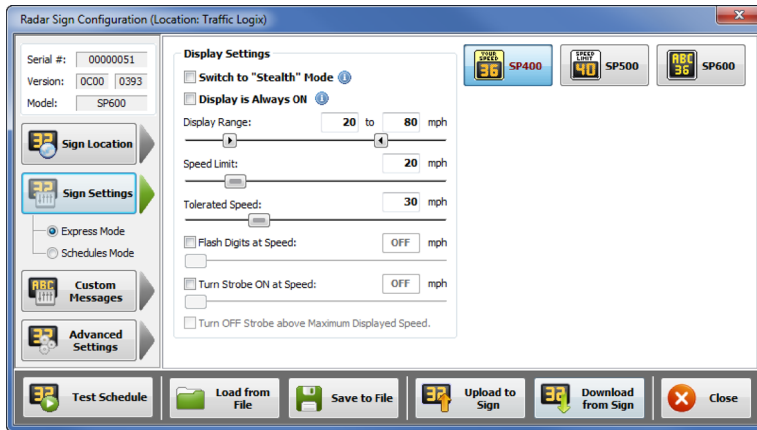 Radar Sign Configuration (Location: Traffic Logix)
Serial #: 00000051
Version: 0C00 0393
Model: SP600
Sign Location
Sign Settings
Express Mode
Schedules Mode
Custom
Messages
Advanced
Settings
Display Settings
Switch to "Stealth" Mode
Display is Always ON
Display Range: 20 to 80 mph
Speed Limit: 20 mph
Tolerated Speed: 30 mph
Flash Digits at Speed: OFF mph
Turn Strobe ON at Speed: OFF mph
Turn OFF Strobe above Maximum Displayed Speed.
YOUR
SPEED
36
SP400
SPEED
LIMIT
40
SP500
ABC
36
SP600
Test Schedule
Load from
File
Save to File
Upload to
Sign
Download
from Sign
Close